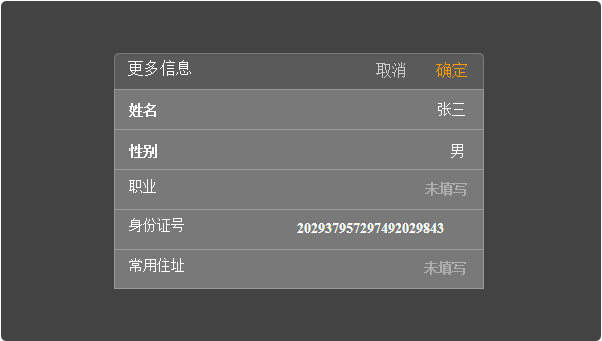 更多信息 取消 确定
姓名 张三
性别 男
职业 未填写
身份证号 202937957297492029843
常用住址 未填写